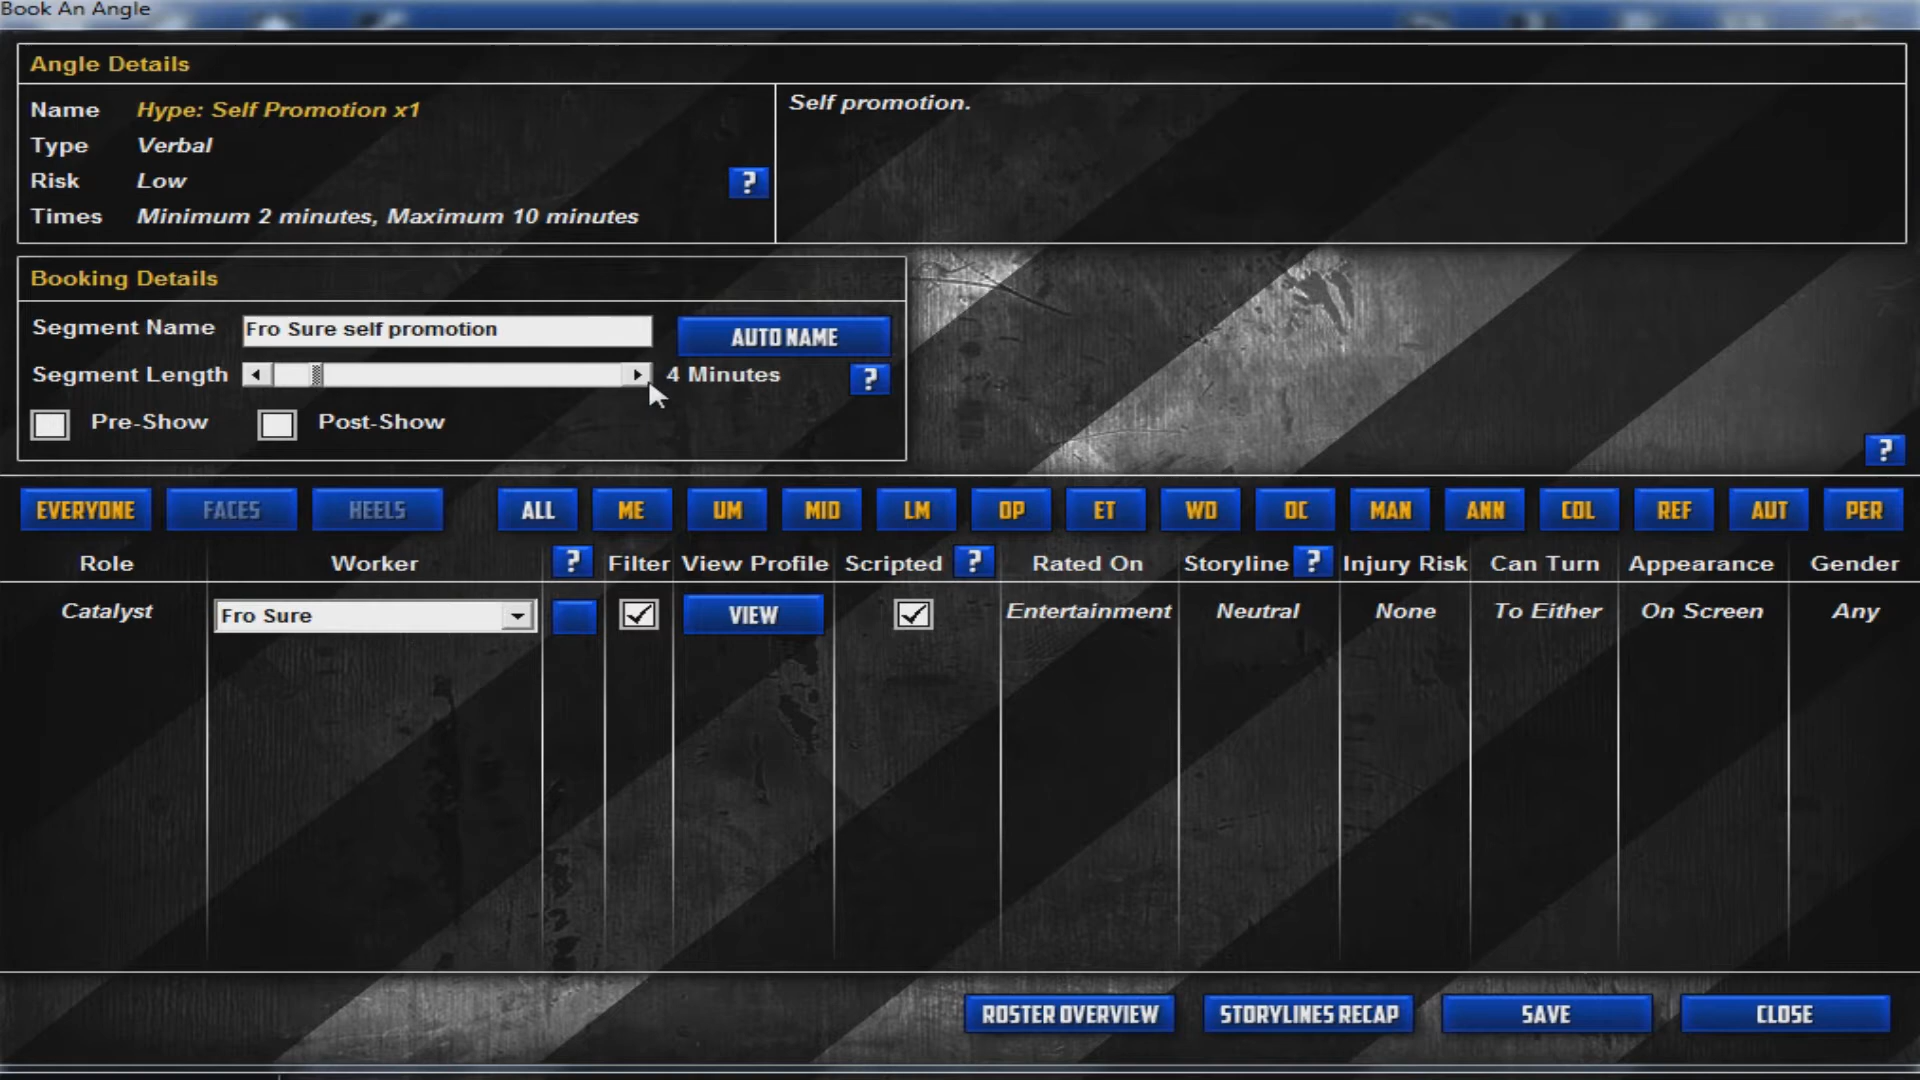 Book An Angle
Angle Details
Name Hype: Self Promotion x1
Type Verbal
Risk Low
?
Times Minimum 2 minutes, Maximum 10 minutes
Self promotion.
Booking Details
Segment Name Fro Sure self promotion AUTO NAME
Segment Length 4 Minutes ?
Pre-Show Post-Show
?
EVERYONE FACES HEELS ALL ME UM MID LM OP ET WO OC MAN ANN COL REF AUT PER
Role Worker ? Filter View Profile Scripted ? Rated On Storyline ? Injury Risk Can Turn Appearance Gender
Catalyst Fro Sure VIEW Entertainment Neutral None To Either On Screen Any
ROSTER OVERVIEW STORYLINES RECAP SAVE CLOSE